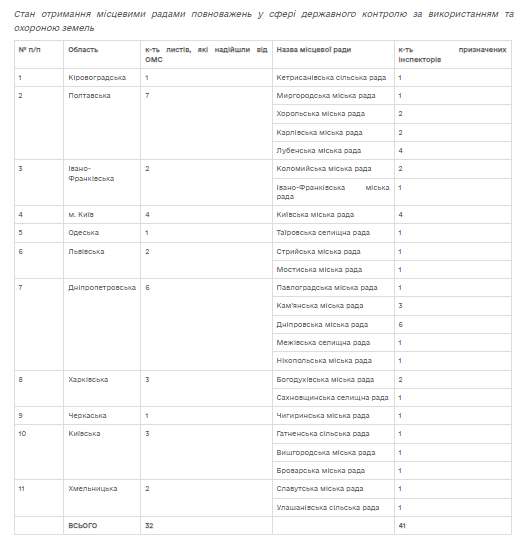 Стан отримання місцевими радами повноважень у сфері державного контролю за використанням та
охороною земель
№ п/п Область к-ть листів, які надійшли від Назва місцевої ради к-ть призначених
ОМС інспекторів
1 Кіровоградська 1 Кетрисанівська сільська рада 1
2 Полтавська 7 Миргородська міська рада 1
Хорольська міська рада 2
Карлівська міська рада 2
Лубенська міська рада 4
3 Івано- 2 Коломийська міська рада 2
Франківська
Івано-Франківська міська 1
рада
4 м. Київ 4 Київська міська рада 4
5 Одеська 1 Таїровська селищна рада 1
6 Львівська 2 Стрийська міська рада 1
Мостиська міська рада 1
7 Дніпропетровська 6 Павлоградська міська рада 1
Кам'янська міська рада 3
Дніпровська міська рада 6
Межівська селищна рада 1
Нікопольська міська рада 1
8 Харківська 3 Богодухівська міська рада 2
Сахновщинська селищна рада 1
9 Черкаська 1 Чигиринська міська рада 1
10 Київська 3 Гатненська сільська рада 1
Вишгородська міська рада 1
Броварська міська рада 1
11 Хмельницька 2 Славутська міська рада 1
Улашанівська сільська рада 1
ВСЬОГО 32 41